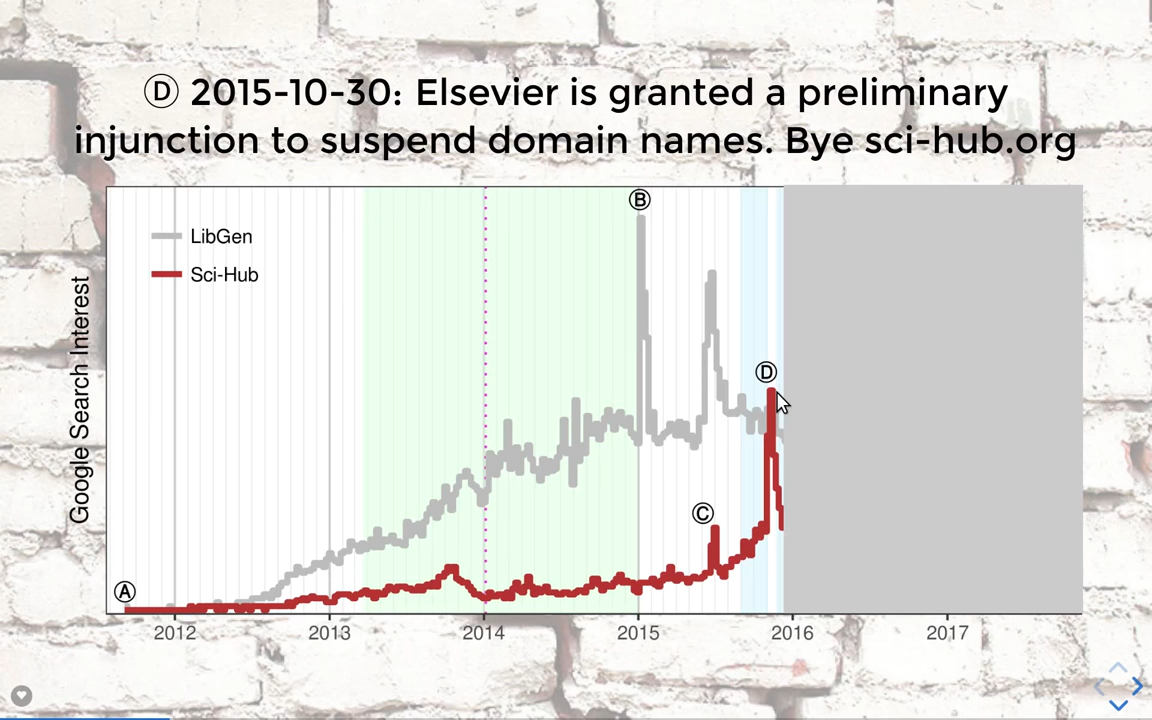 Ⓓ 2015-10-30: Elsevier is granted a preliminary
injunction to suspend domain names. Bye sci-hub.org
Ⓑ
LibGen
Sci-Hub
Ⓓ
Google Search Interest
Ⓒ
Ⓐ
2012 2013 2014 2015 2016 2017